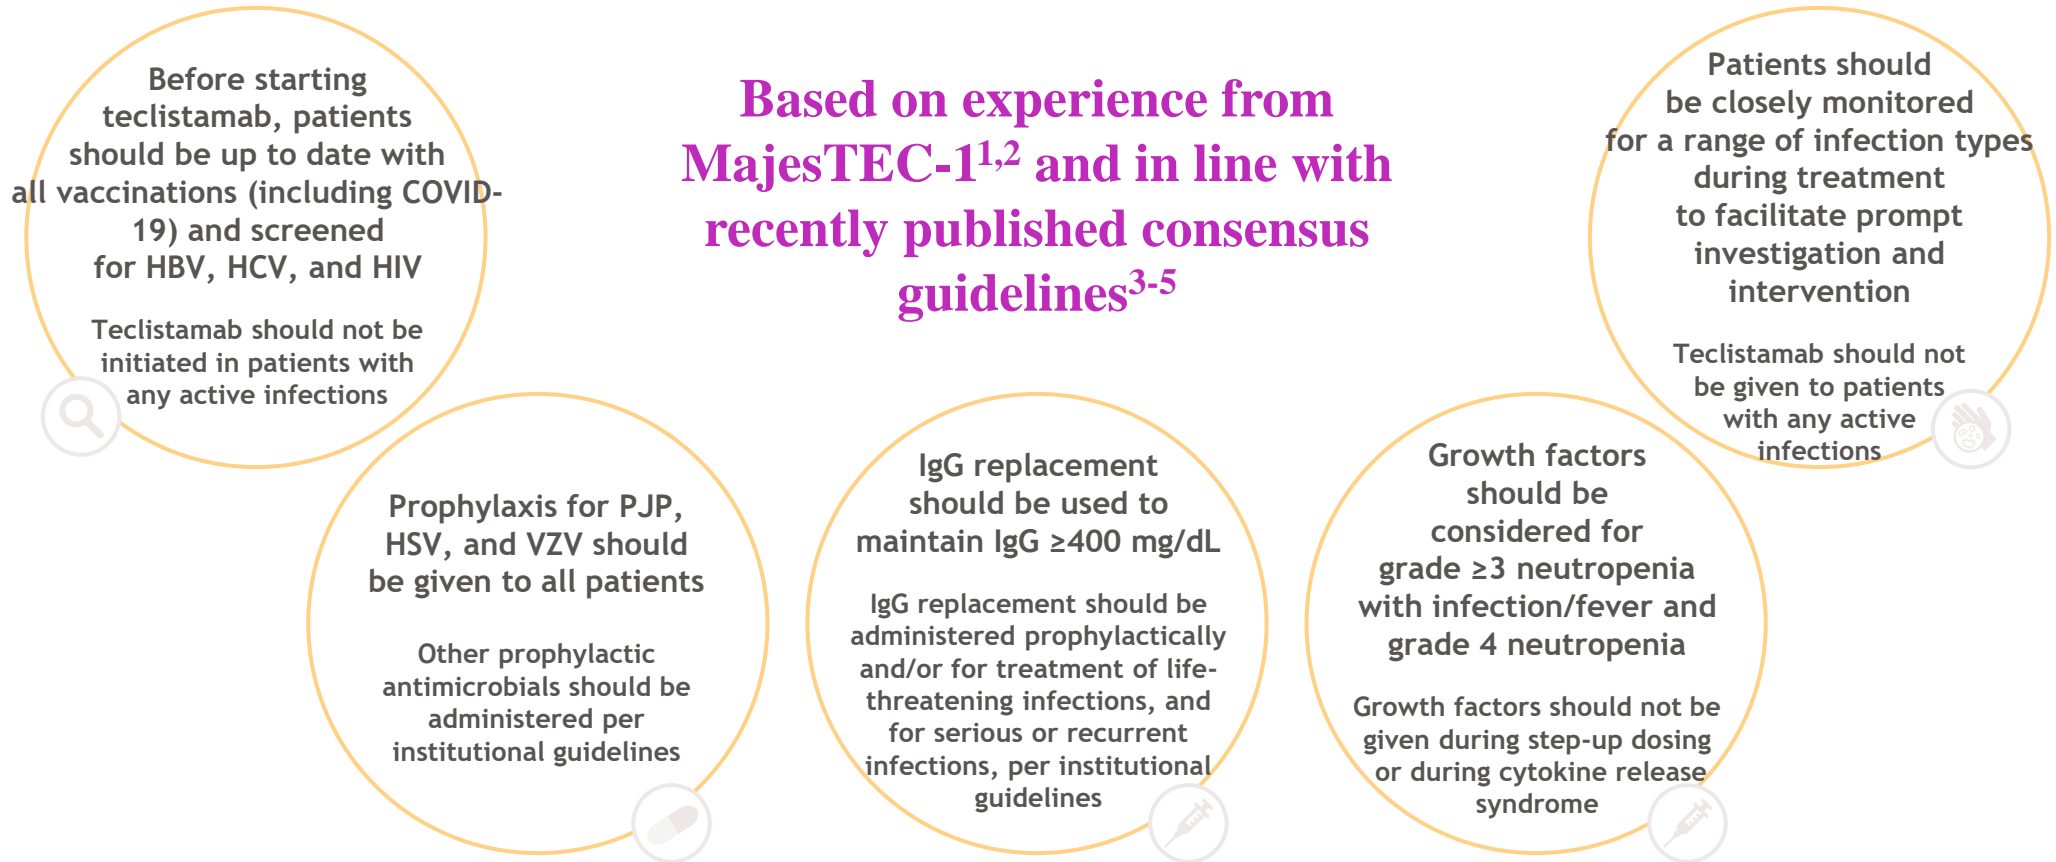 Before starting
teclistamab, patients
should be up to date with
all vaccinations (including COVID-
19) and screened
for HBV, HCV, and HIV
Teclistamab should not be
initiated in patients with
any active infections
Based on experience from
MajesTEC-1¹,² and in line with
recently published consensus
guidelines³⁻⁵
Patients should
be closely monitored
for a range of infection types
during treatment
to facilitate prompt
investigation and
intervention
Teclistamab should not
be given to patients
with any active
infections
Prophylaxis for PJP,
HSV, and VZV should
be given to all patients
Other prophylactic
antimicrobials should be
administered per
institutional guidelines
IgG replacement
should be used to
maintain IgG ≥400 mg/dL
IgG replacement should be
administered prophylactically
and/or for treatment of life-
threatening infections, and
for serious or recurrent
infections, per institutional
guidelines
Growth factors
should be
considered for
grade ≥3 neutropenia
with infection/fever and
grade 4 neutropenia
Growth factors should not be
given during step-up dosing
or during cytokine release
syndrome